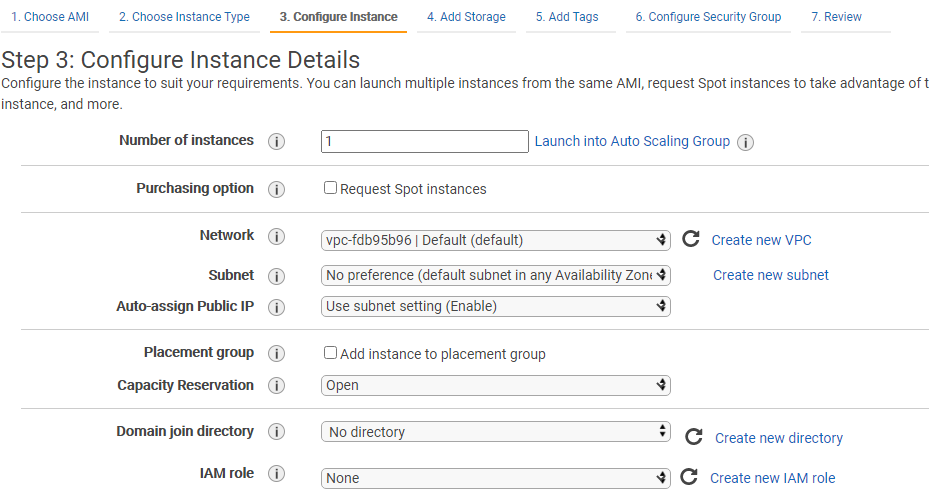 1. Choose AMI 2. Choose Instance Type 3. Configure Instance 4. Add Storage 5. Add Tags 6. Configure Security Group 7. Review
Step 3: Configure Instance Details
Configure the instance to suit your requirements. You can launch multiple instances from the same AMI, request Spot instances to take advantage of t
instance, and more.
Number of instances i 1 Launch into Auto Scaling Group i
Purchasing option i Request Spot instances
Network i vpc-fdb95b96 | Default (default) Create new VPC
Subnet i No preference (default subnet in any Availability Zone Create new subnet
Auto-assign Public IP i Use subnet setting (Enable)
Placement group i Add instance to placement group
Capacity Reservation i Open
Domain join directory i No directory Create new directory
IAM role i None Create new IAM role